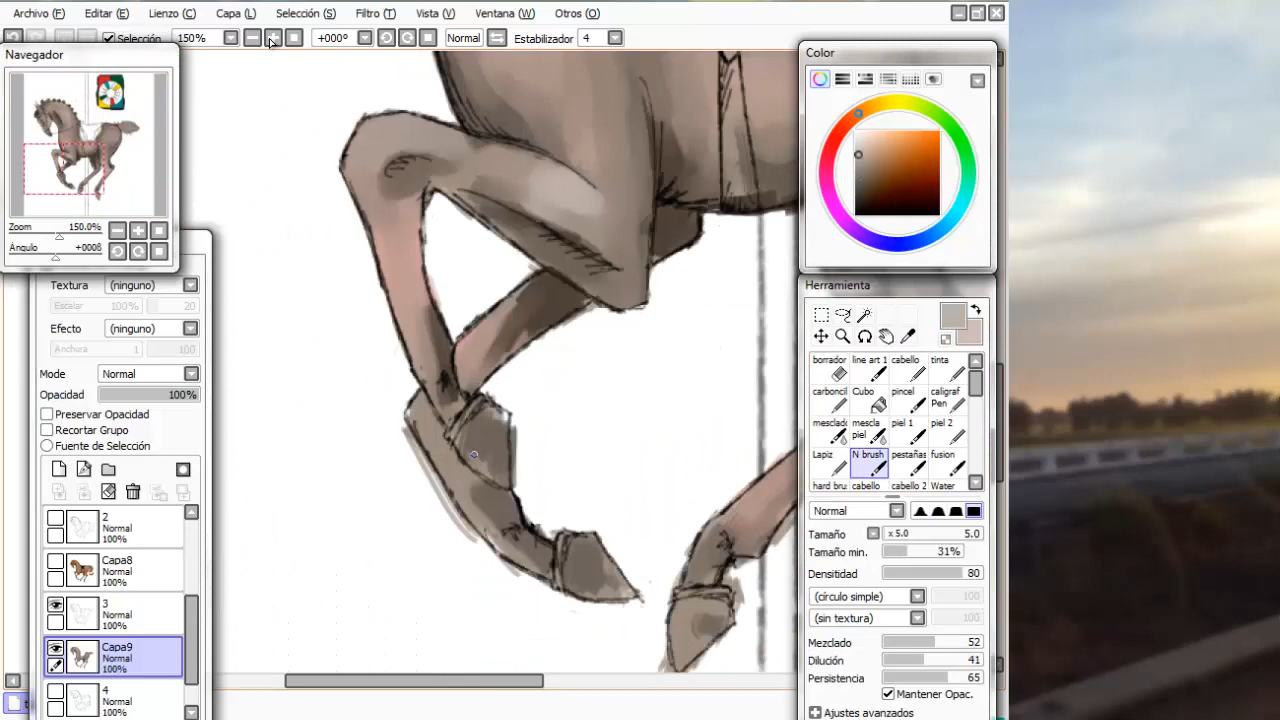 Archivo (F) Editar (E) Lienzo (C) Capa (L) Selección (S) Filtro (T) Vista (V) Ventana (W) Otros (O)
Selección 150% +000º Normal Estabilizador 4
Navegador
Zoom 150.0%
Ángulo +000ß
Textura (ninguno)
Escalar 100% 20
Efecto (ninguno)
Anchora 1 100
Mode Normal
Opacidad 100%
Preservar Opacidad
Recortar Grupo
Fuente de Selección
2
Normal
100%
Capa8
Normal
100%
3
Normal
100%
Capa9
Normal
100%
4
Normal
100%
Color
Herramienta
borrador line art 1 cabello tinta
carboncil Cubo pincel caligraf
Pen
mesclado mescla
piel piel 1 piel 2
Lapiz N brush pestañas fusion
hard bru cabello cabello 2 Water
Normal
Tamaño x 5.0 5.0
Tamaño min. 31%
Densitidad 80
(círculo simple) 100
(sin textura) 100
Mezclado 52
Dilución 41
Persistencia 65
Mantener Opac.
Ajustes avanzados